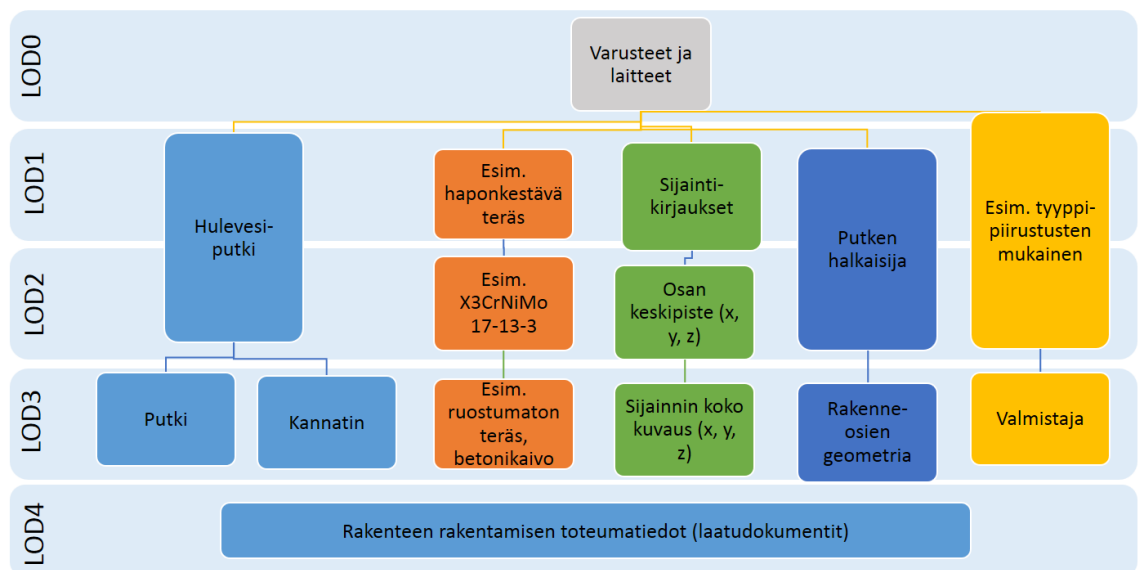 LOD0
Varusteet ja
laitteet
LOD1
Hulevesi-
putki
Esim.
haponkestävä
teräs
Sijainti-
kirjaukset
Putken
halkaisija
Esim. tyyppi-
piirustusten
mukainen
LOD2
Esim.
X3CrNiMo
17-13-3
Osan
keskipiste (x,
y, z)
LOD3
Putki
Kannatin
Esim.
ruostumaton
teräs,
betonikaivo
Sijainnin koko
kuvaus (x, y,
z)
Rakenne-
osien
geometria
Valmistaja
LOD4
Rakenteen rakentamisen toteumatiedot (laatudokumentit)